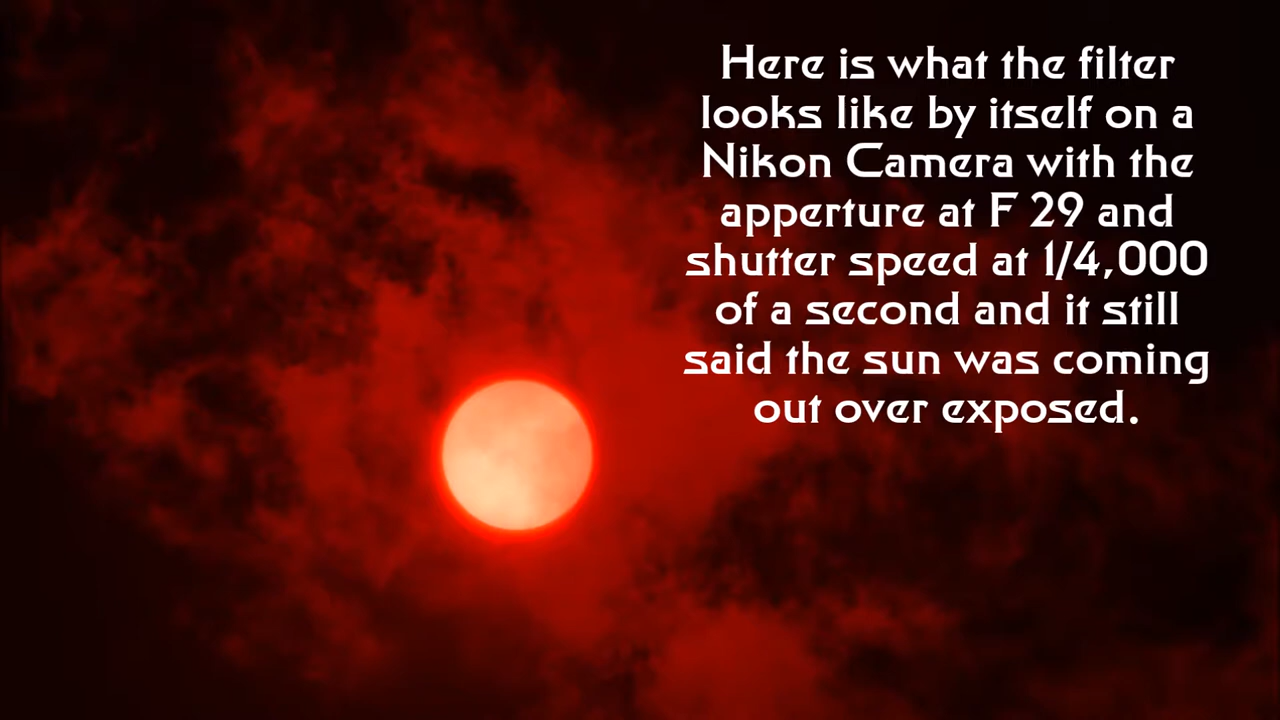 Here is what the filter
looks like by itself on a
Nikon Camera with the
apperture at F 29 and
shutter speed at 1/4,000
of a second and it still
said the sun was coming
out over exposed.